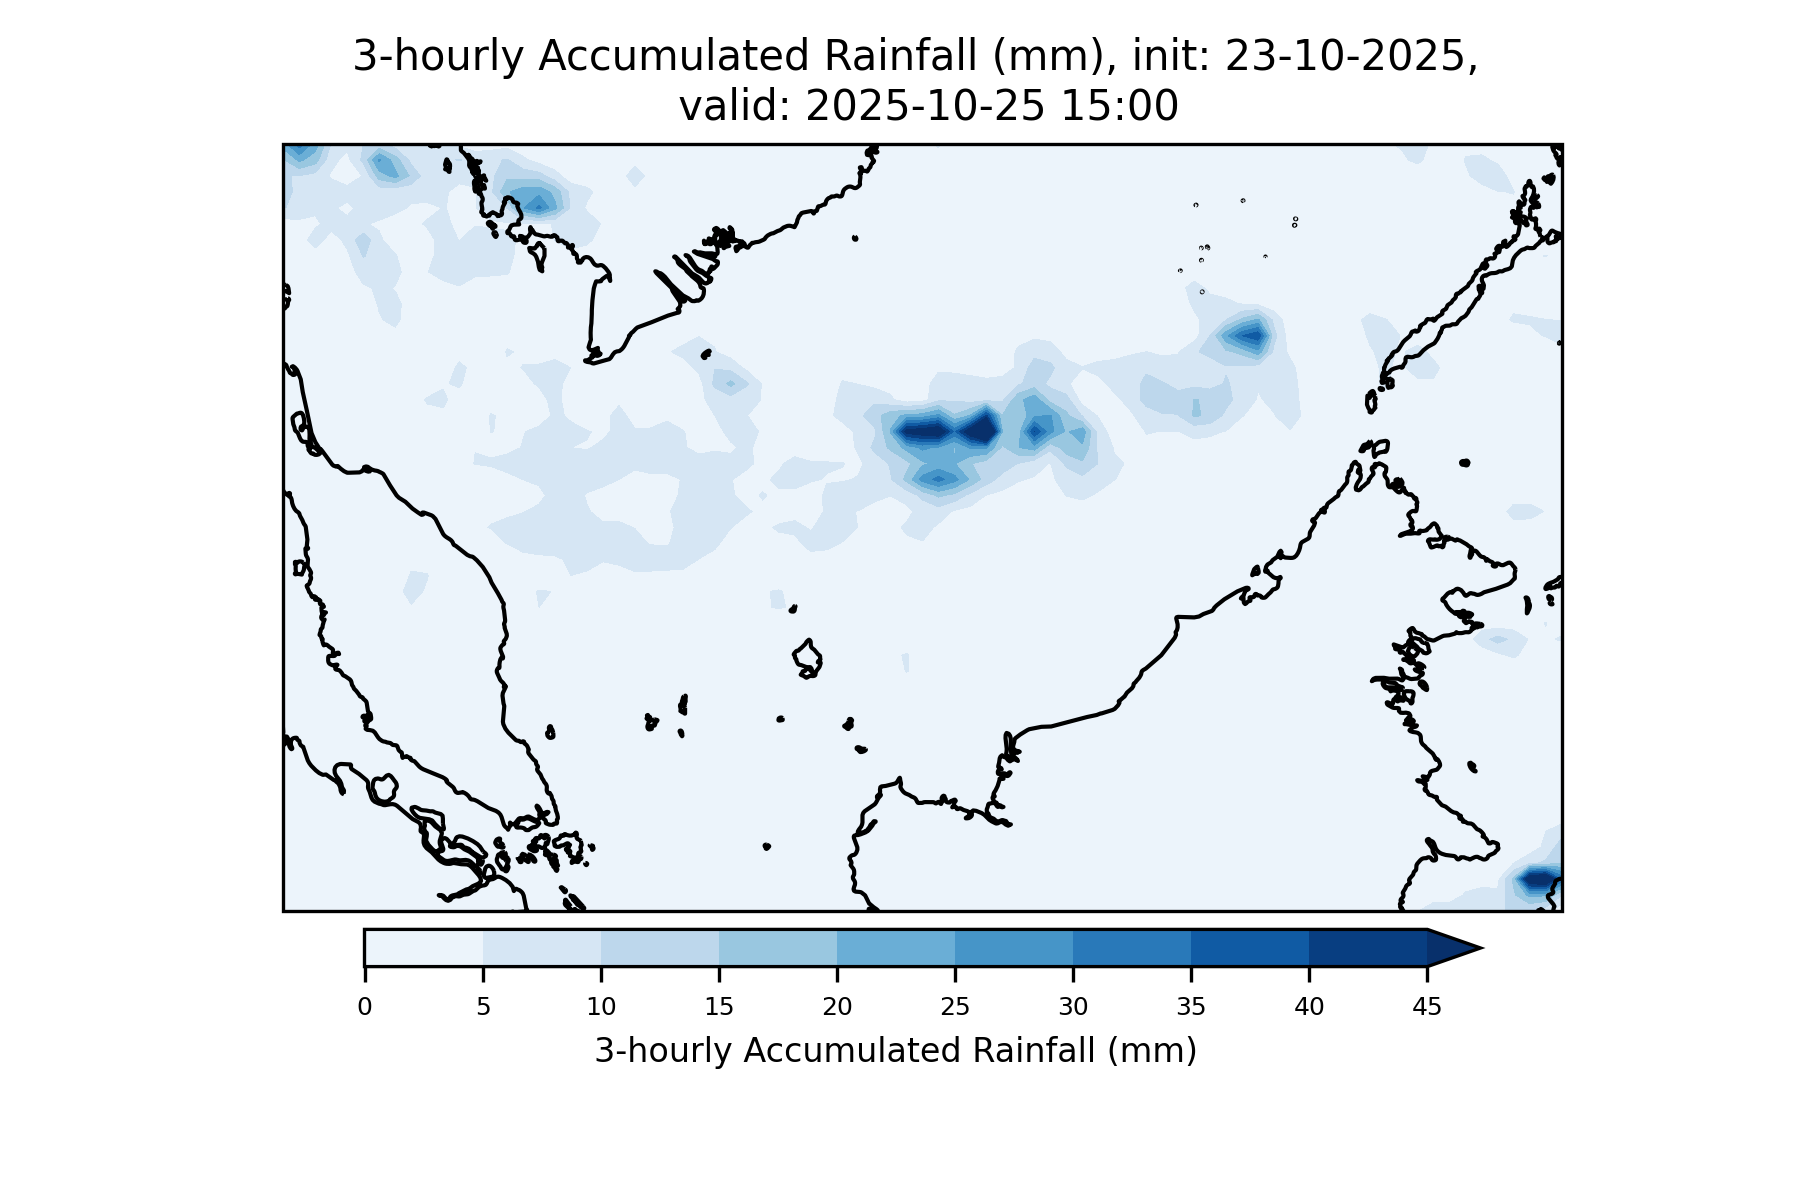 3-hourly Accumulated Rainfall (mm), init: 23-10-2025,
valid: 2025-10-25 15:00
0 5 10 15 20 25 30 35 40 45
3-hourly Accumulated Rainfall (mm)